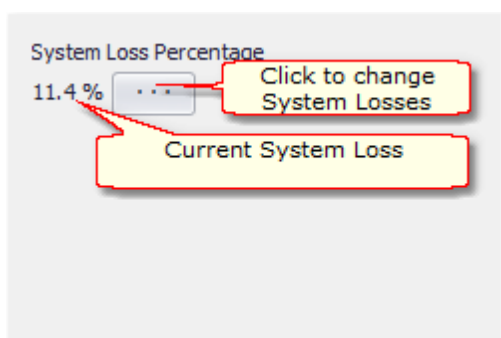 System Loss Percentage
11.4 % ...
Click to change
System Losses
Current System Loss